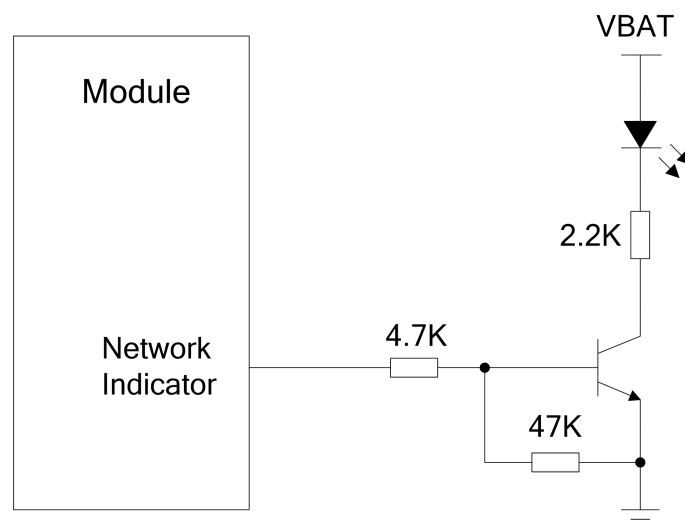 VBAT
Module
2.2K
4.7K
Network
Indicator
47K